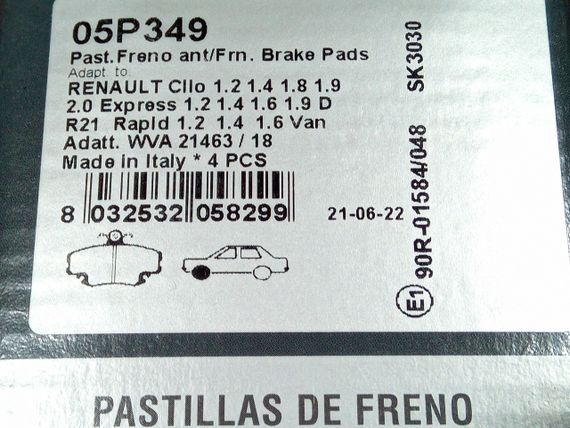 05P349
Past.Freno ant/Frn. Brake Pads
Adapt. to
RENAULT Clio 1.2 1.4 1.8 1.9
2.0 Express 1.2 1.4 1.6 1.9 D
R21 Rapid 1.2 1.4 1.6 Van
Adatt. WVA 21463 / 18
Made in Italy * 4 PCS
8 032532 058299
21-06-22
E1 90R-01584/048 SK3030
PASTILLAS DE FRENO